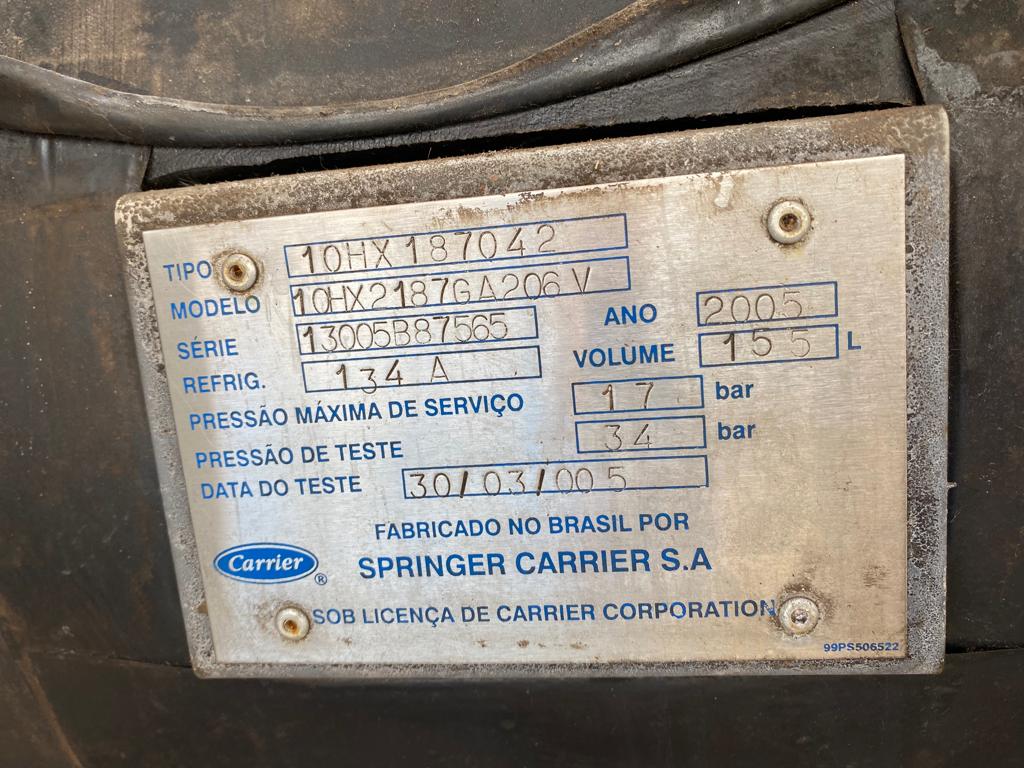 TIPO 10HX187042
MODELO 10HX2187GA206V
SÉRIE 13005B87565 ANO 2005
REFRIG. 134 A VOLUME 155 L
PRESSÃO MÁXIMA DE SERVIÇO 17 bar
PRESSÃO DE TESTE 34 bar
DATA DO TESTE 30/03/005
FABRICADO NO BRASIL POR
Carrier ® SPRINGER CARRIER S.A
SOB LICENÇA DE CARRIER CORPORATION
99PS506522